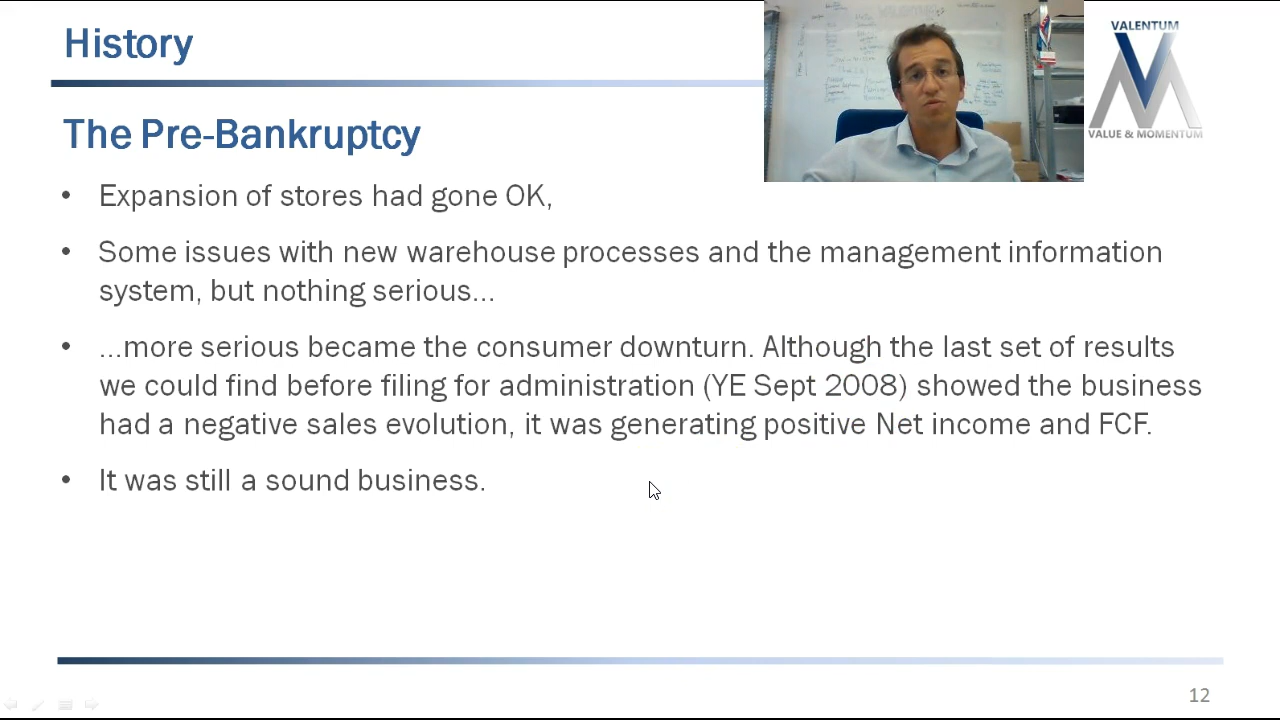 History
VALENTUM
VALUE & MOMENTUM
The Pre-Bankruptcy
• Expansion of stores had gone OK,
• Some issues with new warehouse processes and the management information
system, but nothing serious...
• ...more serious became the consumer downturn. Although the last set of results
we could find before filing for administration (YE Sept 2008) showed the business
had a negative sales evolution, it was generating positive Net income and FCF.
• It was still a sound business.
12